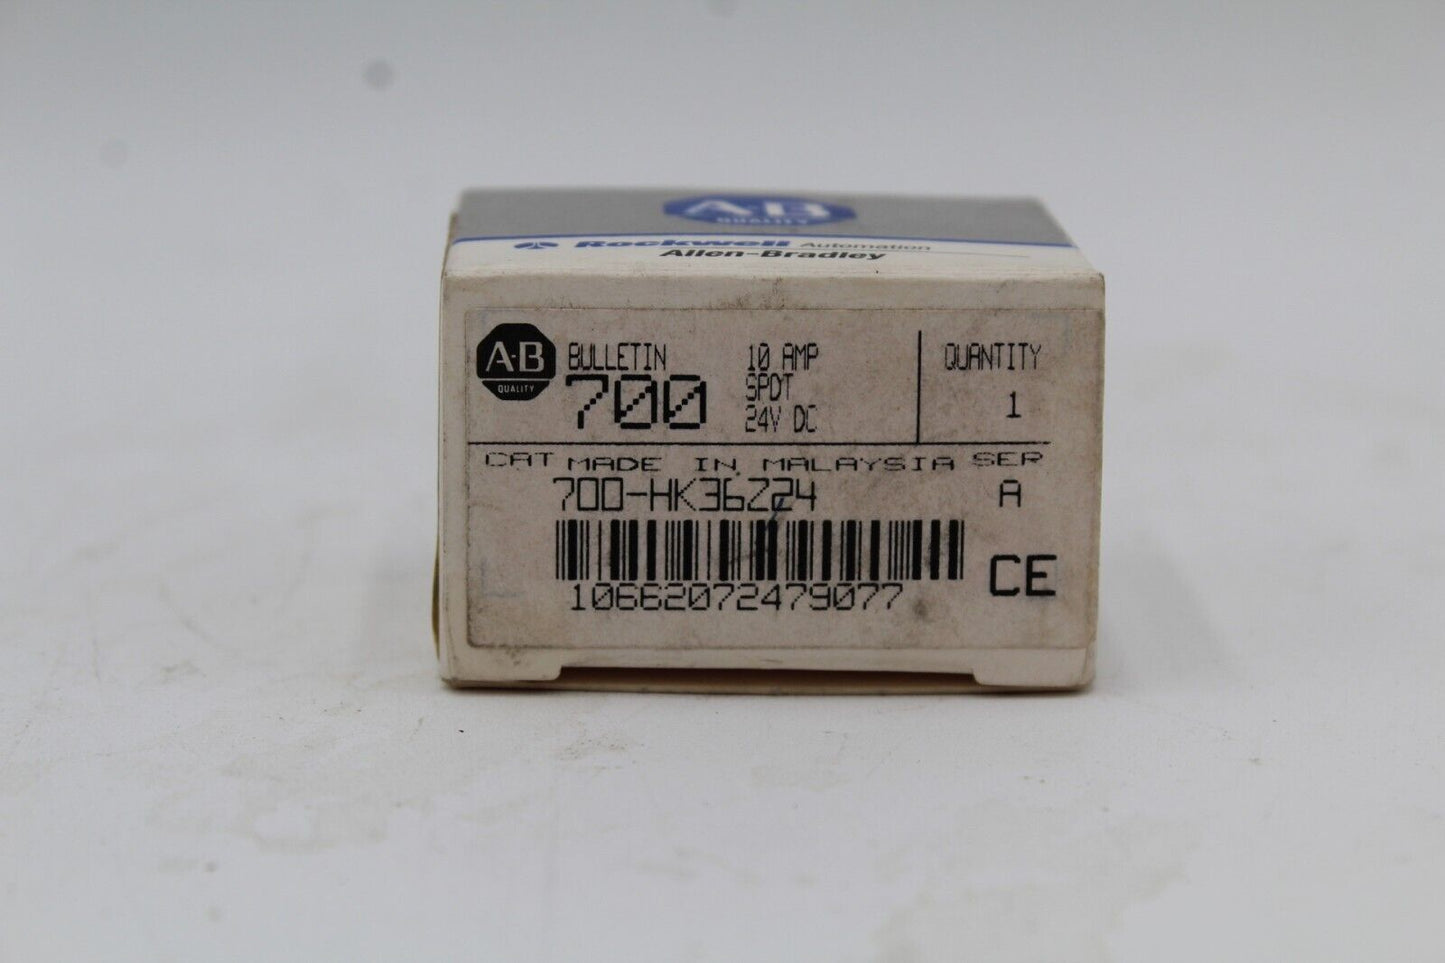 A-B
QUALITY
Rockwell Automation
Allen-Bradley
A-B
QUALITY
BULLETIN
700
10 AMP
SPDT
24V DC
QUANTITY
1
CAT MADE IN MALAYSIA SER
700-HK36Z24 A
CE
10662072479077